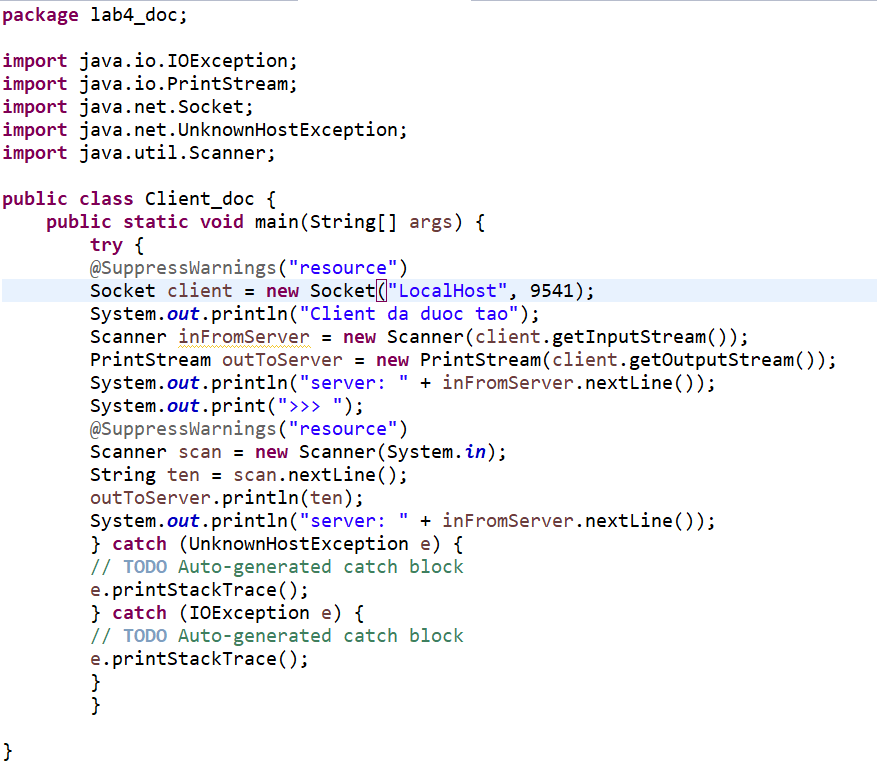 package lab4_doc;

import java.io.IOException;
import java.io.PrintStream;
import java.net.Socket;
import java.net.UnknownHostException;
import java.util.Scanner;

public class Client_doc {
    public static void main(String[] args) {
        try {
        @SuppressWarnings("resource")
        Socket client = new Socket("LocalHost", 9541);
        System.out.println("Client da duoc tao");
        Scanner inFromServer = new Scanner(client.getInputStream());
        PrintStream outToServer = new PrintStream(client.getOutputStream());
        System.out.println("server: " + inFromServer.nextLine());
        System.out.print(">>> ");
        @SuppressWarnings("resource")
        Scanner scan = new Scanner(System.in);
        String ten = scan.nextLine();
        outToServer.println(ten);
        System.out.println("server: " + inFromServer.nextLine());
        } catch (UnknownHostException e) {
        // TODO Auto-generated catch block
        e.printStackTrace();
        } catch (IOException e) {
        // TODO Auto-generated catch block
        e.printStackTrace();
        }
        }

}